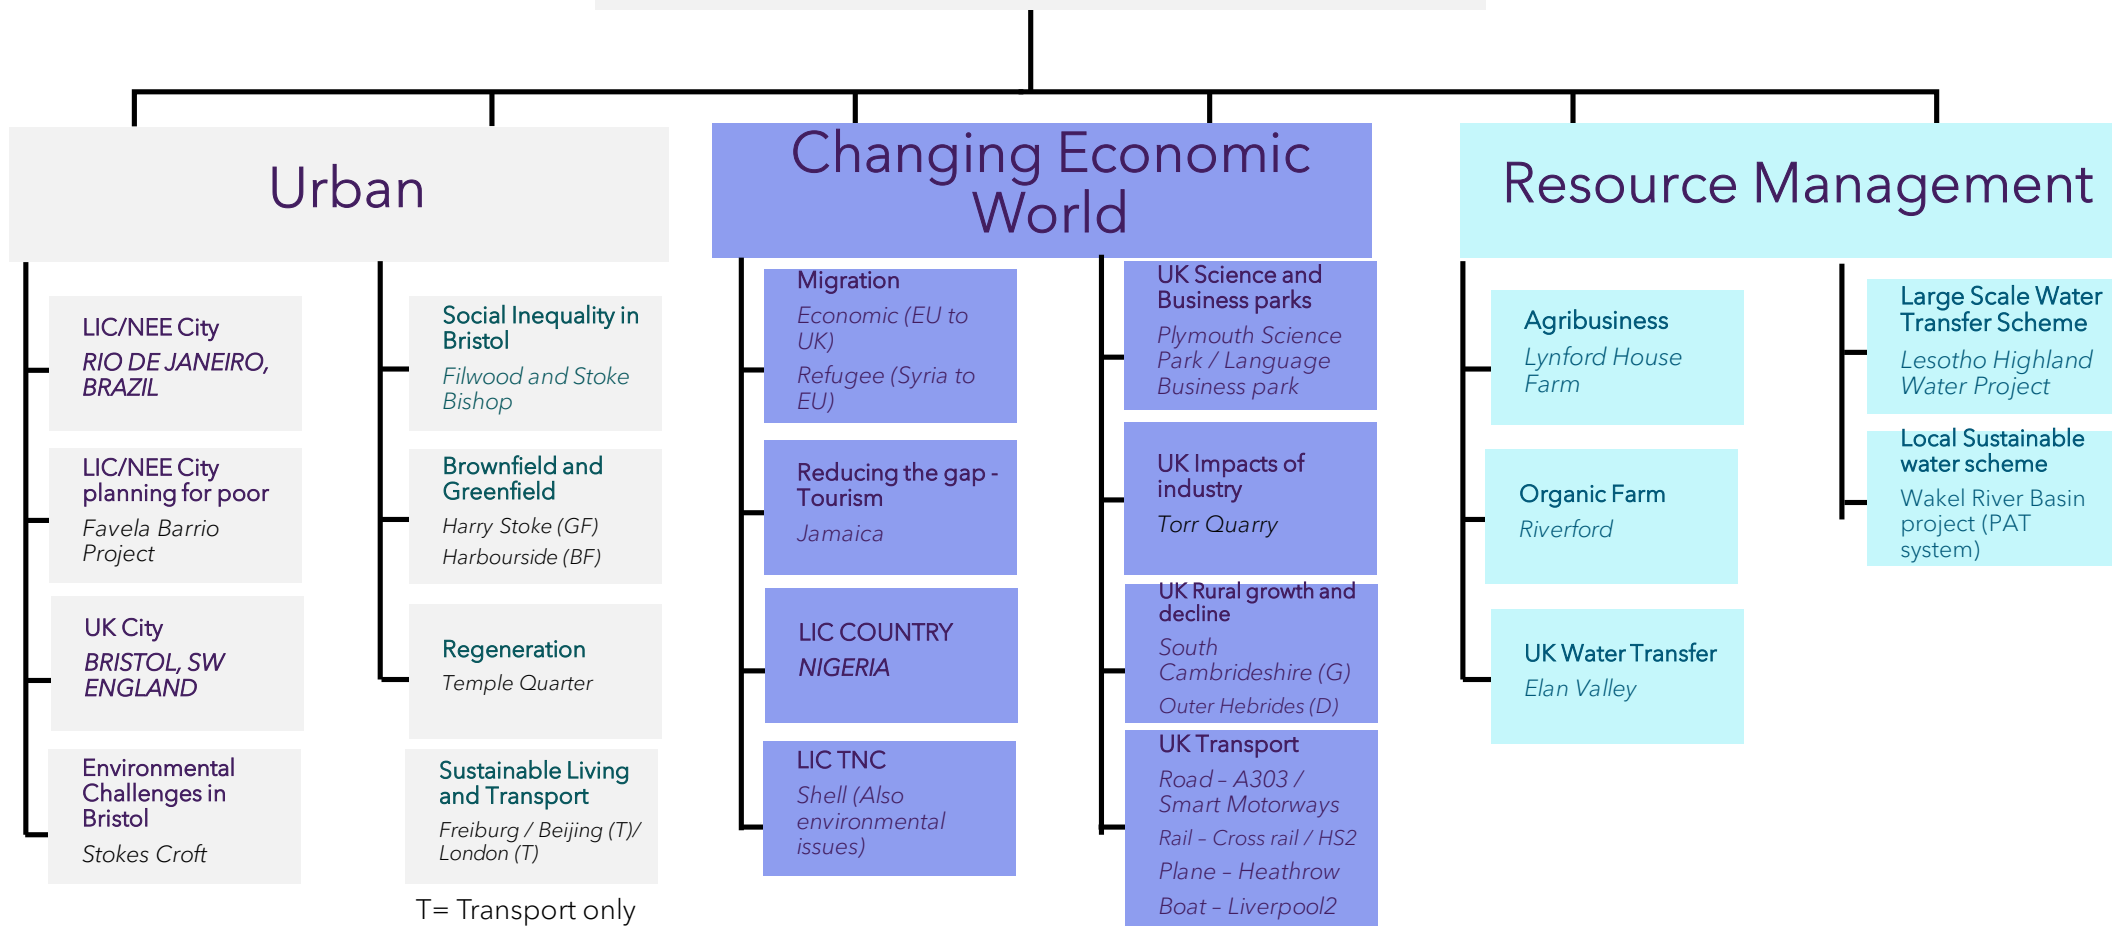 Urban
LIC/NEE City
RIO DE JANEIRO,
BRAZIL
LIC/NEE City
planning for poor
Favela Barrio
Project
UK City
BRISTOL, SW
ENGLAND
Environmental
Challenges in
Bristol
Stokes Croft
Social Inequality in
Bristol
Filwood and Stoke
Bishop
Brownfield and
Greenfield
Harry Stoke (GF)
Harbourside (BF)
Regeneration
Temple Quarter
Sustainable Living
and Transport
Freiburg / Beijing (T)/
London (T)
T= Transport only
Changing Economic
World
Migration
Economic (EU to
UK)
Refugee (Syria to
EU)
Reducing the gap -
Tourism
Jamaica
LIC COUNTRY
NIGERIA
LIC TNC
Shell (Also
environmental
issues)
UK Science and
Business parks
Plymouth Science
Park / Language
Business park
UK Impacts of
industry
Torr Quarry
UK Rural growth and
decline
South
Cambrideshire (G)
Outer Hebrides (D)
UK Transport
Road – A303 /
Smart Motorways
Rail – Cross rail / HS2
Plane – Heathrow
Boat – Liverpool2
Resource Management
Agribusiness
Lynford House
Farm
Organic Farm
Riverford
UK Water Transfer
Elan Valley
Large Scale Water
Transfer Scheme
Lesotho Highland
Water Project
Local Sustainable
water scheme
Wakel River Basin
project (PAT
system)